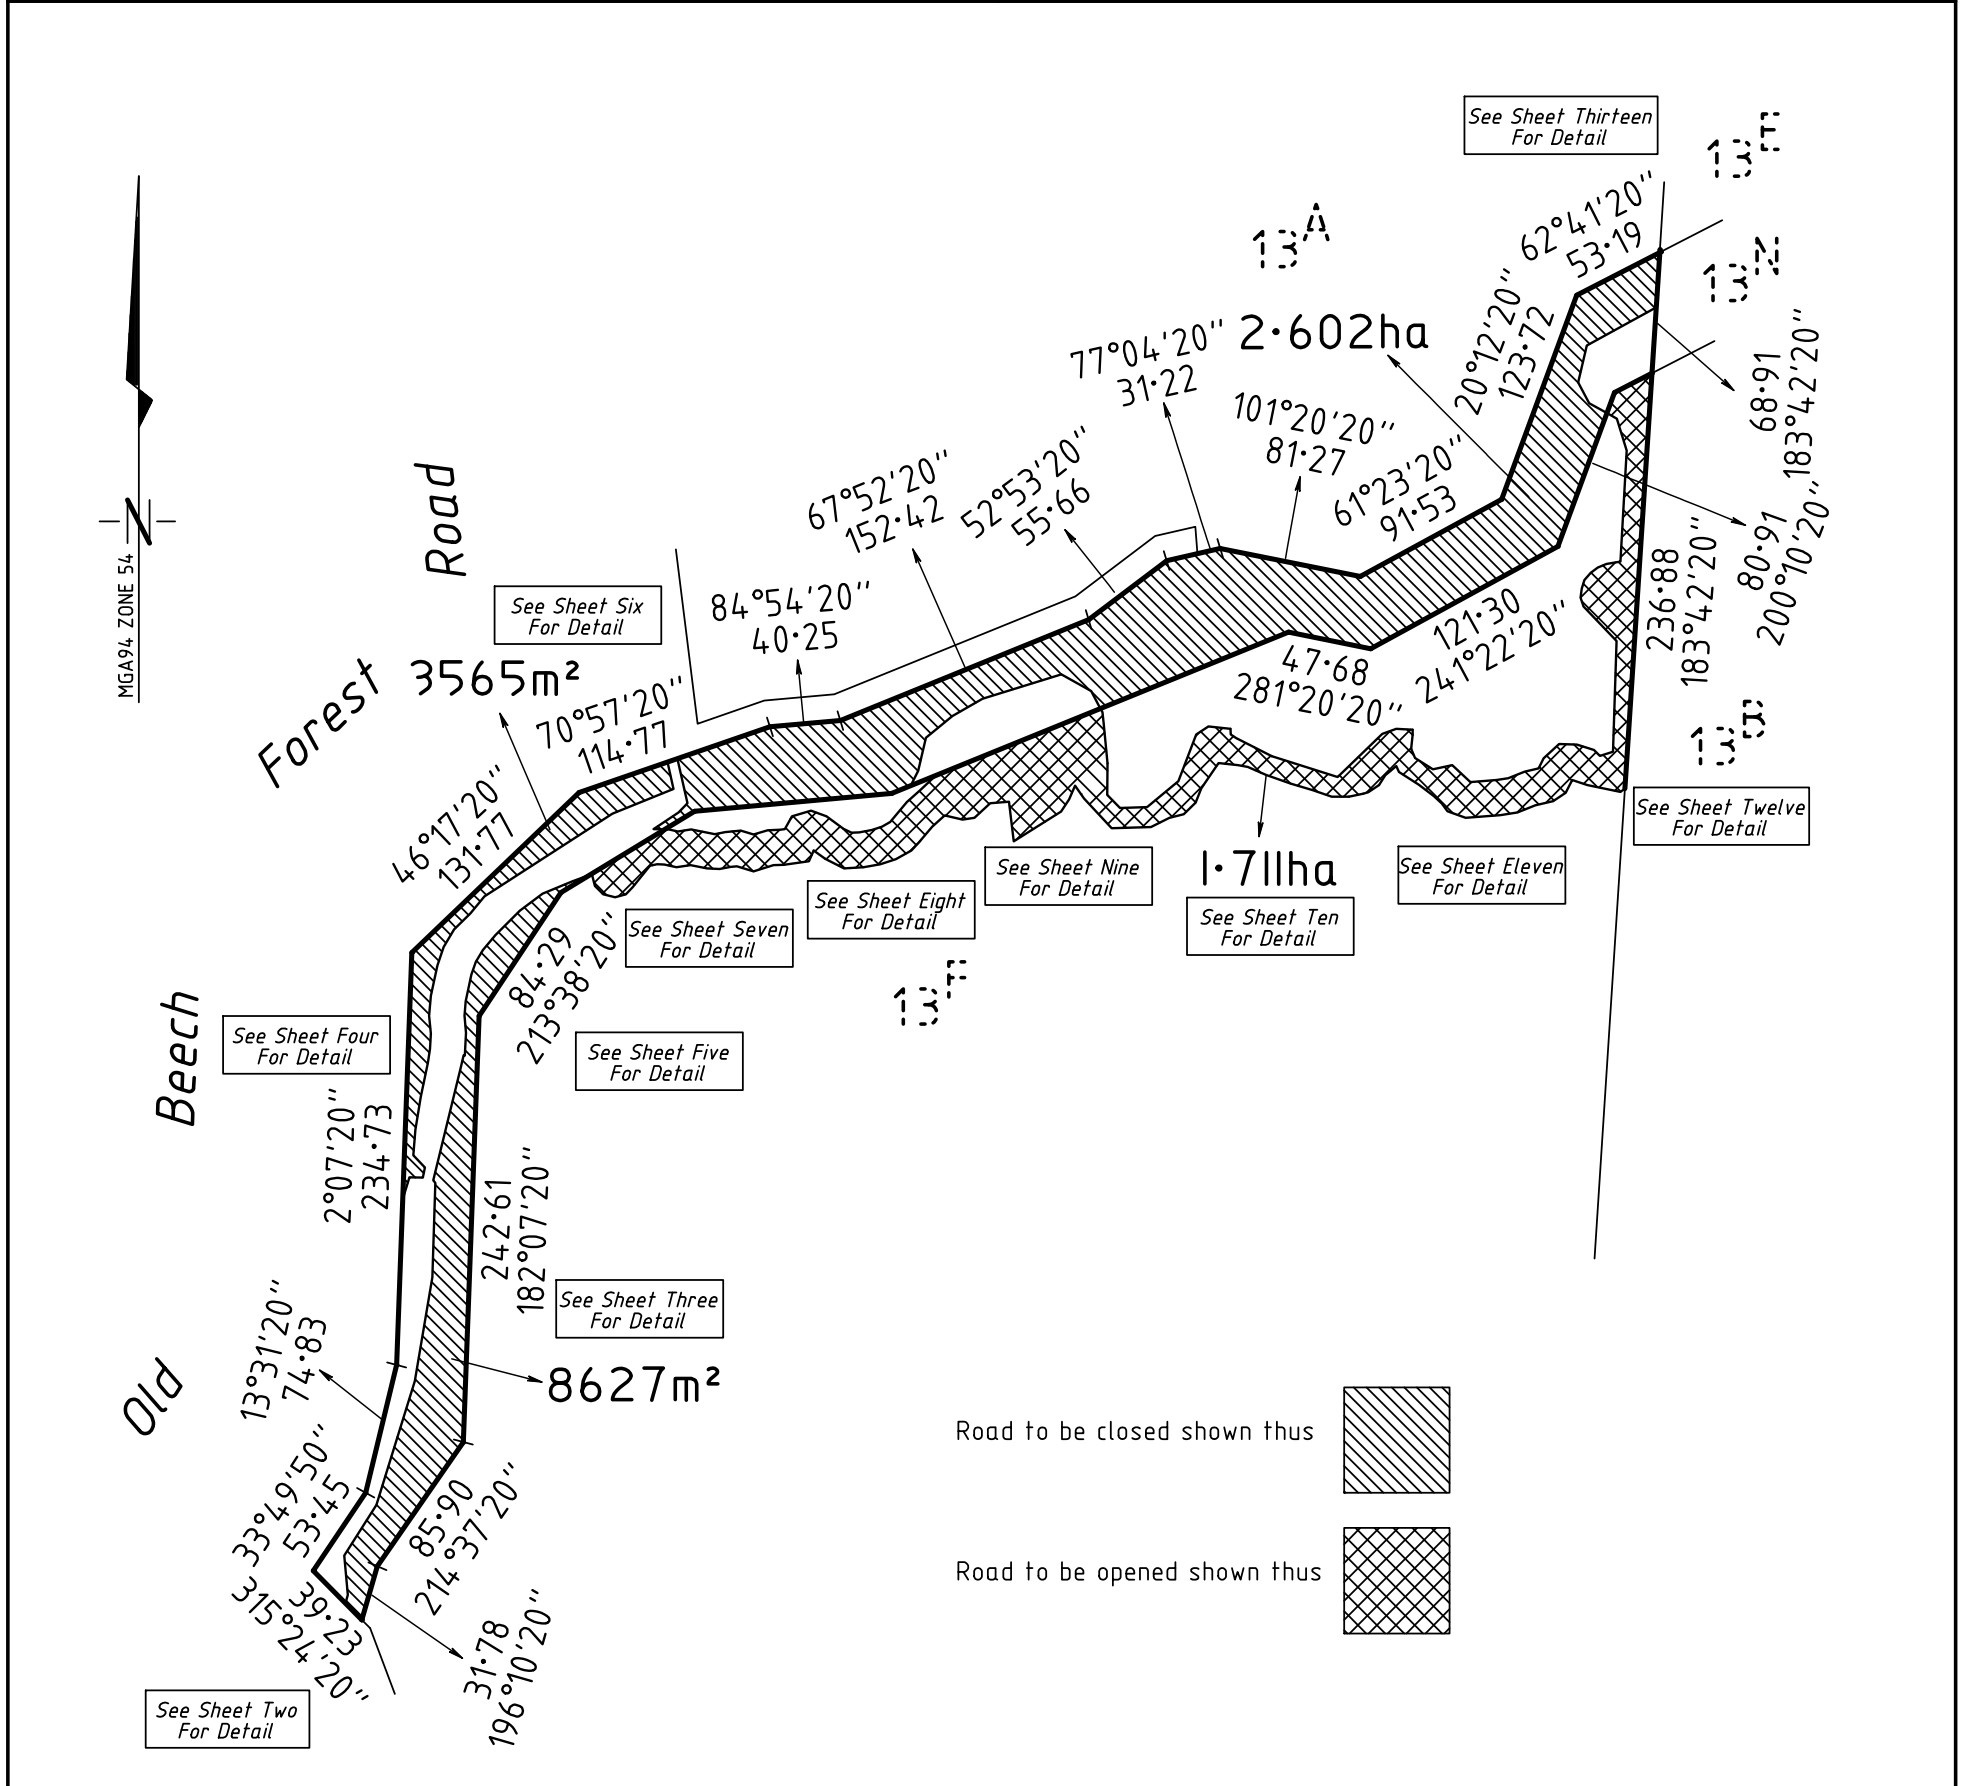 See Sheet Thirteen
For Detail
13E
62°41'20"
53·19
13A
13N
20°12'20"
123·72
2·602ha
77°04'20"
31·22
68·91
183°42'20"
101°20'20"
81·27
61°23'20"
91·53
Road
67°52'20"
152·42
52°53'20"
55·66
MGA94 ZONE 54
N
80·91
200°10'20"
236·88
183°42'20"
See Sheet Six
For Detail
84°54'20"
40·25
121·30
241°22'20"
47·68
281°20'20"
Forest
3565m²
70°57'20"
114·77
13B
46°17'20"
131·77
See Sheet Twelve
For Detail
See Sheet Nine
For Detail
1·711ha
See Sheet Eleven
For Detail
See Sheet Eight
For Detail
See Sheet Ten
For Detail
See Sheet Seven
For Detail
84·29
213°38'20"
13F
Beech
See Sheet Four
For Detail
See Sheet Five
For Detail
2°07'20"
234·73
242·61
182°07'20"
See Sheet Three
For Detail
13°31'20"
74·83
8627m²
Old
Road to be closed shown thus
33°49'50"
53·45
85·90
214°37'20"
Road to be opened shown thus
39·23
315°24'20"
31·78
196°10'20"
See Sheet Two
For Detail